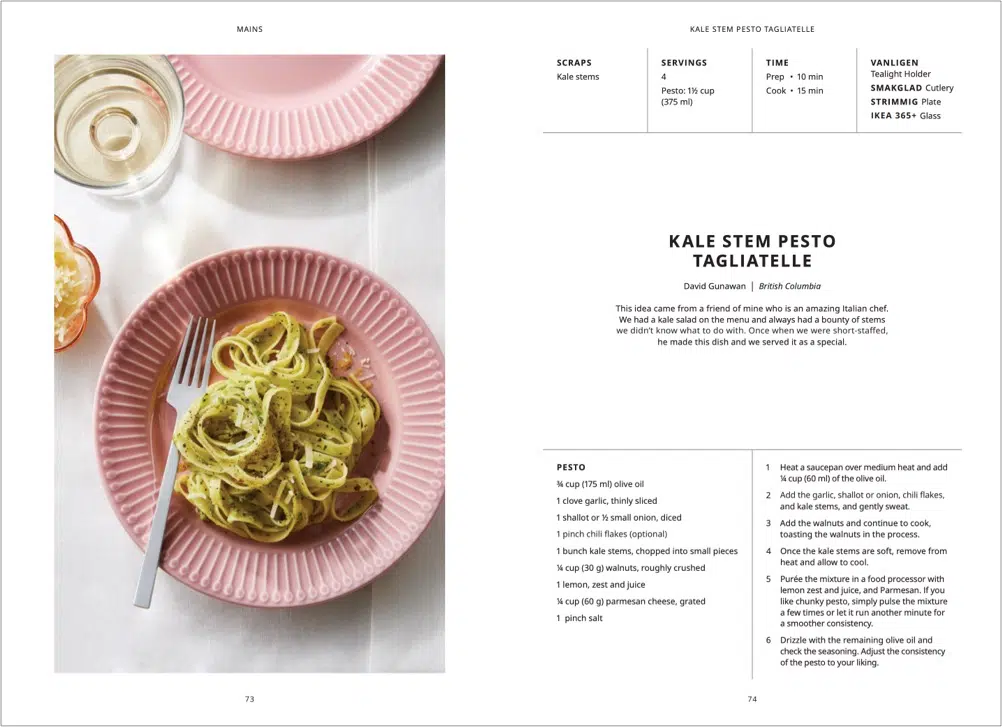 MAINS
KALE STEM PESTO TAGLIATELLE
SCRAPS
Kale stems
SERVINGS
4
Pesto: 1½ cup
(375 ml)
TIME
Prep • 10 min
Cook • 15 min
VANLIGEN
Tealight Holder
SMAKGLAD Cutlery
STRIMMIG Plate
IKEA 365+ Glass
KALE STEM PESTO
TAGLIATELLE
David Gunawan | British Columbia
This idea came from a friend of mine who is an amazing Italian chef.
We had a kale salad on the menu and always had a bounty of stems
we didn't know what to do with. Once when we were short-staffed,
he made this dish and we served it as a special.
PESTO
¾ cup (175 ml) olive oil
1 clove garlic, thinly sliced
1 shallot or ½ small onion, diced
1 pinch chili flakes (optional)
1 bunch kale stems, chopped into small pieces
¼ cup (30 g) walnuts, roughly crushed
1 lemon, zest and juice
¼ cup (60 g) parmesan cheese, grated
1 pinch salt
1 Heat a saucepan over medium heat and add
¼ cup (60 ml) of the olive oil.
2 Add the garlic, shallot or onion, chili flakes,
and kale stems, and gently sweat.
3 Add the walnuts and continue to cook,
toasting the walnuts in the process.
4 Once the kale stems are soft, remove from
heat and allow to cool.
5 Purée the mixture in a food processor with
lemon zest and juice, and Parmesan. If you
like chunky pesto, simply pulse the mixture
a few times or let it run another minute for
a smoother consistency.
6 Drizzle with the remaining olive oil and
check the seasoning. Adjust the consistency
of the pesto to your liking.
73
74